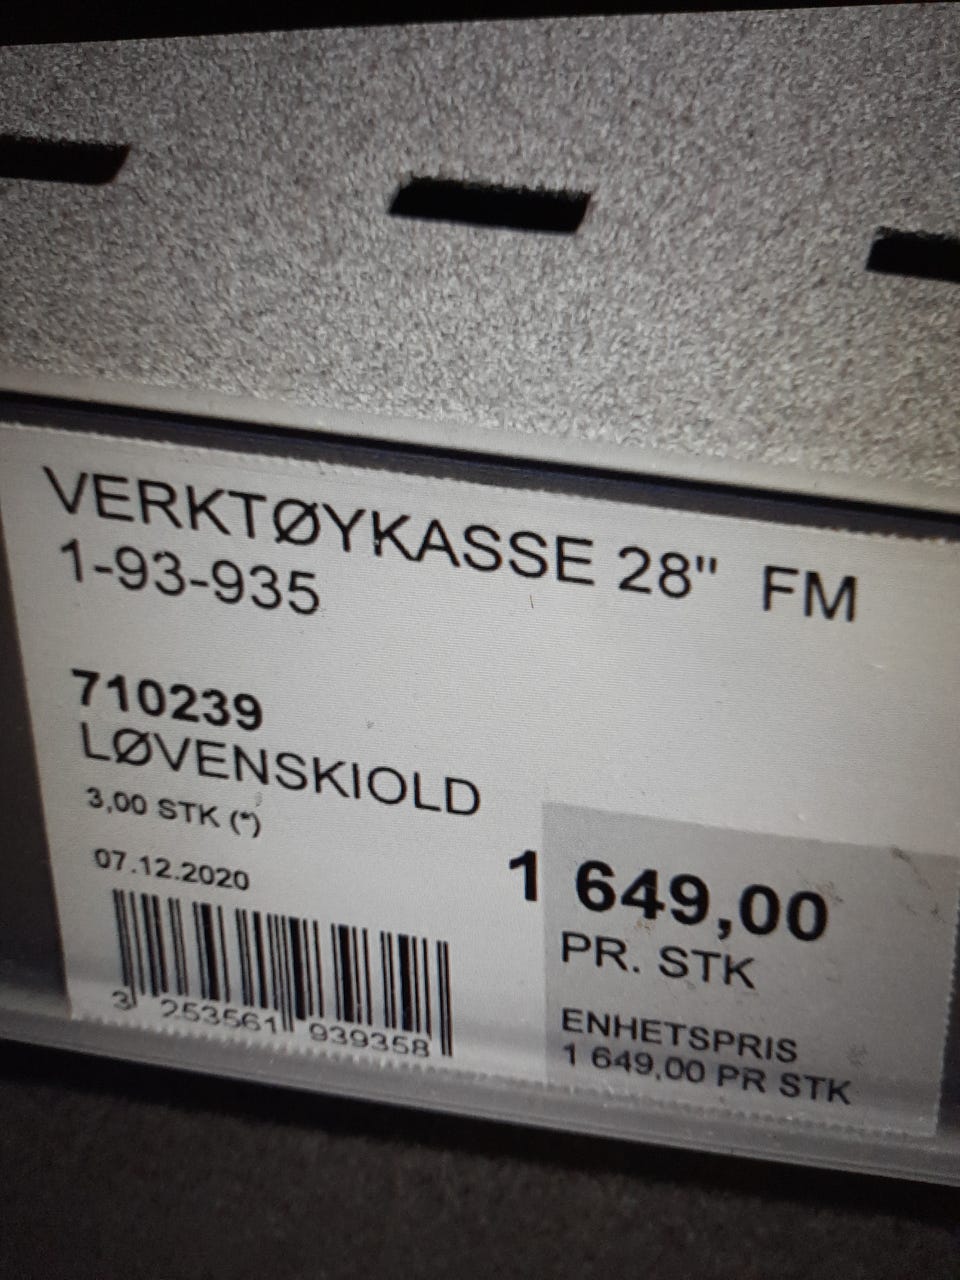 VERKTØYKASSE 28" FM
1-93-935
710239
LØVENSKIOLD
3,00 STK (*)
07.12.2020
1 649,00
PR. STK
ENHETSPRIS
1 649,00 PR STK
3 253561 939358